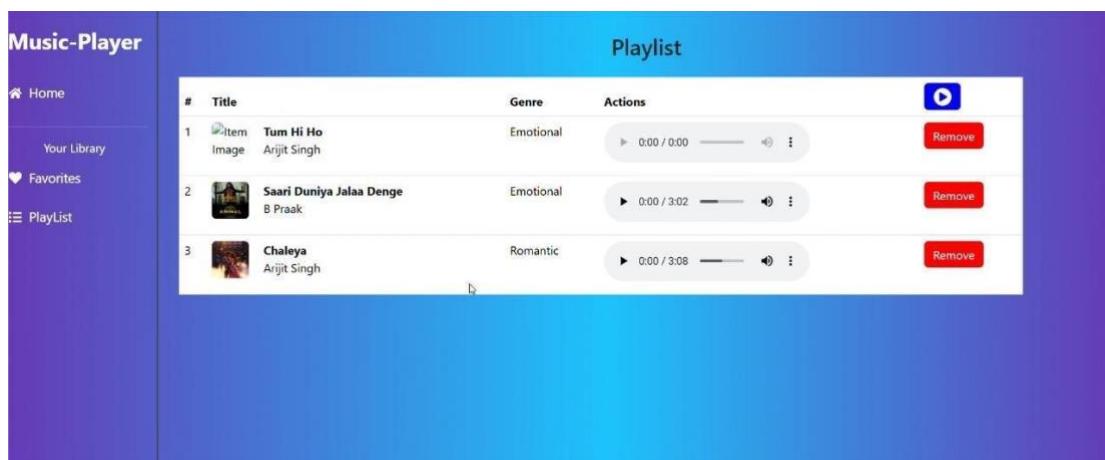 Music-Player
Home
Your Library
Favorites
PlayList
Playlist
# Title Genre Actions
1 Item Image Tum Hi Ho Arijit Singh Emotional 0:00 / 0:00 Remove
2 Saari Duniya Jalaa Denge B Praak Emotional 0:00 / 3:02 Remove
3 Chaleya Arijit Singh Romantic 0:00 / 3:08 Remove